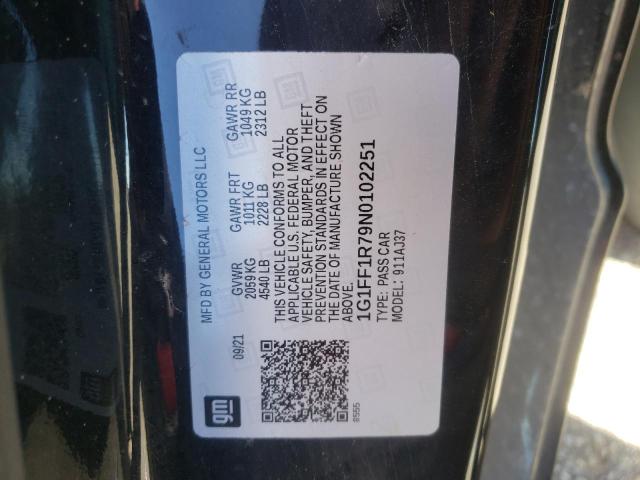 gm
09/21
MFD BY GENERAL MOTORS LLC
GVWR GAWR FRT GAWR RR
2059 KG 1011 KG 1049 KG
4540 LB 2228 LB 2312 LB
THIS VEHICLE CONFORMS TO ALL
APPLICABLE U.S. FEDERAL MOTOR
VEHICLE SAFETY, BUMPER, AND THEFT
PREVENTION STANDARDS IN EFFECT ON
THE DATE OF MANUFACTURE SHOWN
ABOVE.
1G1FF1R79N0102251
TYPE: PASS CAR
MODEL: 911AJ37
8555